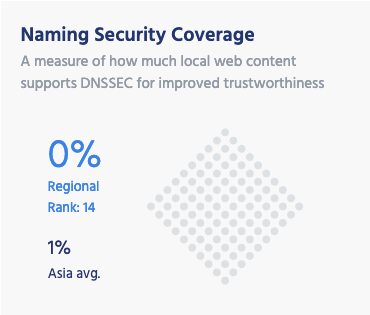 Naming Security Coverage
A measure of how much local web content
supports DNSSEC for improved trustworthiness
0%
Regional
Rank: 14
1%
Asia avg.